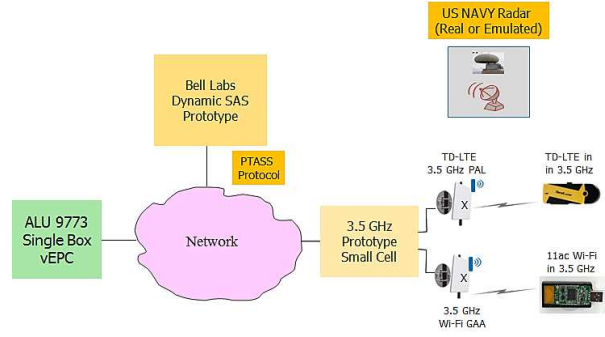 US NAVY Radar
(Real or Emulated)
Bell Labs
Dynamic SAS
Prototype
PTASS
Protocol
TD-LTE
3.5 GHz PAL
TD-LTE in
in 3.5 GHz
X
ALU 9773
Single Box
vEPC
Network
3.5 GHz
Prototype
Small Cell
11ac Wi-Fi
in 3.5 GHz
X
3.5 GHz
Wi-Fi GAA